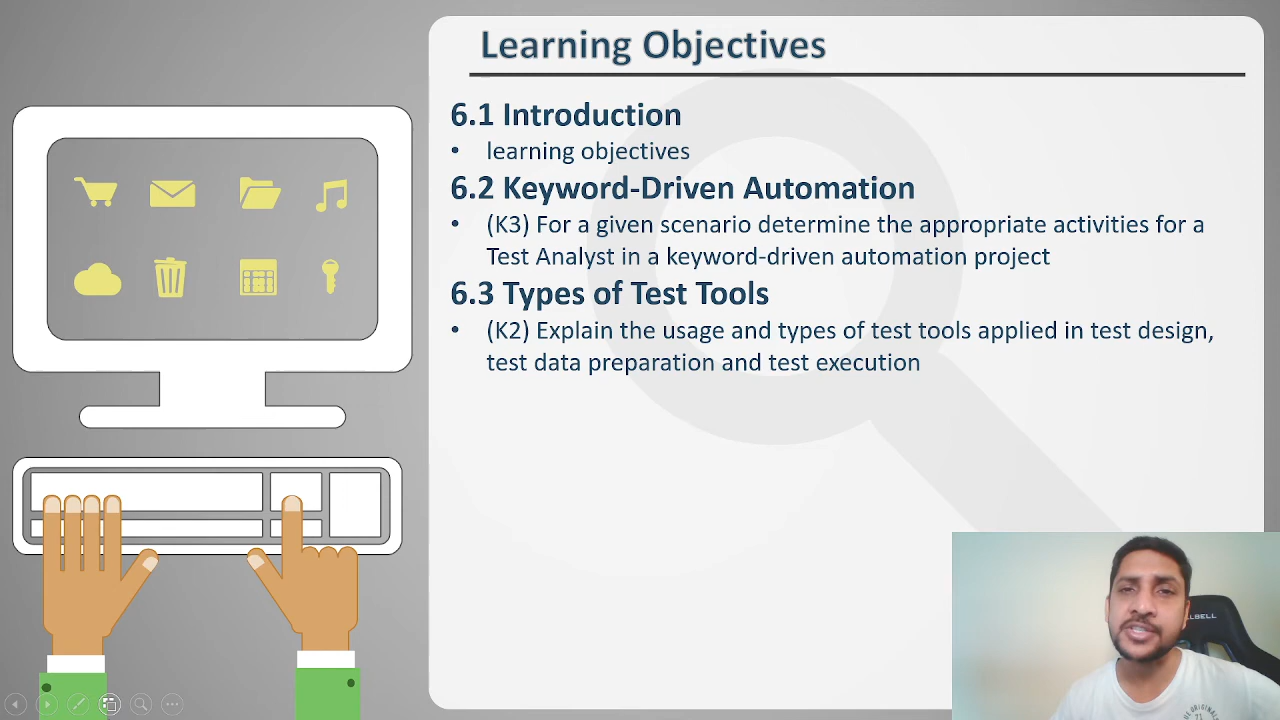 Learning Objectives
6.1 Introduction
• learning objectives
6.2 Keyword-Driven Automation
• (K3) For a given scenario determine the appropriate activities for a
Test Analyst in a keyword-driven automation project
6.3 Types of Test Tools
• (K2) Explain the usage and types of test tools applied in test design,
test data preparation and test execution